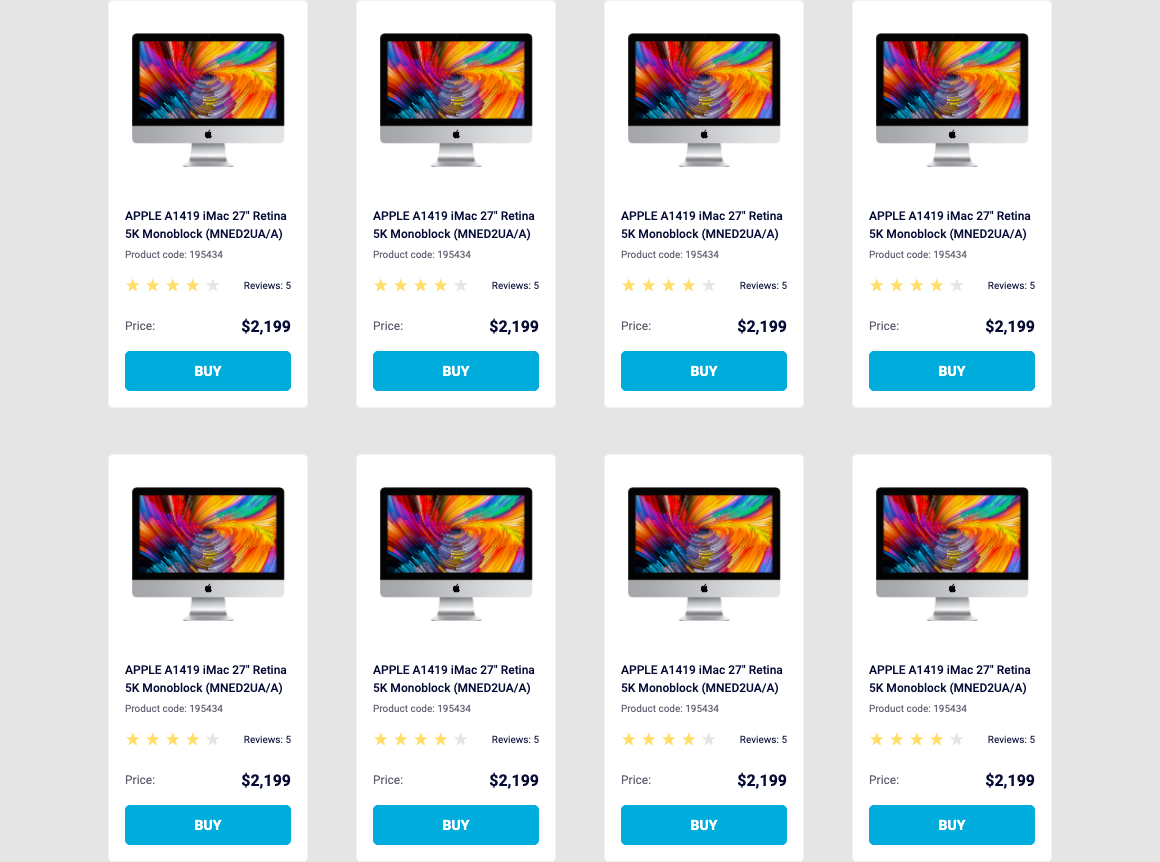 APPLE A1419 iMac 27" Retina
5K Monoblock (MNED2UA/A)
Product code: 195434
Reviews: 5
Price: $2,199
BUY
APPLE A1419 iMac 27" Retina
5K Monoblock (MNED2UA/A)
Product code: 195434
Reviews: 5
Price: $2,199
BUY
APPLE A1419 iMac 27" Retina
5K Monoblock (MNED2UA/A)
Product code: 195434
Reviews: 5
Price: $2,199
BUY
APPLE A1419 iMac 27" Retina
5K Monoblock (MNED2UA/A)
Product code: 195434
Reviews: 5
Price: $2,199
BUY
APPLE A1419 iMac 27" Retina
5K Monoblock (MNED2UA/A)
Product code: 195434
Reviews: 5
Price: $2,199
BUY
APPLE A1419 iMac 27" Retina
5K Monoblock (MNED2UA/A)
Product code: 195434
Reviews: 5
Price: $2,199
BUY
APPLE A1419 iMac 27" Retina
5K Monoblock (MNED2UA/A)
Product code: 195434
Reviews: 5
Price: $2,199
BUY
APPLE A1419 iMac 27" Retina
5K Monoblock (MNED2UA/A)
Product code: 195434
Reviews: 5
Price: $2,199
BUY